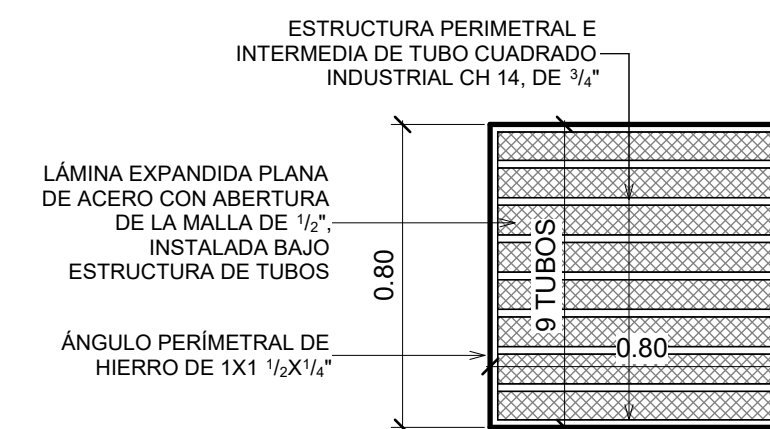 ESTRUCTURA PERIMETRAL E
INTERMEDIA DE TUBO CUADRADO
INDUSTRIAL CH 14, DE 3/4"
LÁMINA EXPANDIDA PLANA
DE ACERO CON ABERTURA
DE LA MALLA DE 1/2",
INSTALADA BAJO
ESTRUCTURA DE TUBOS
ÁNGULO PERÍMETRAL DE
HIERRO DE 1X1 1/2X1/4"
0.80
9 TUBOS
0.80